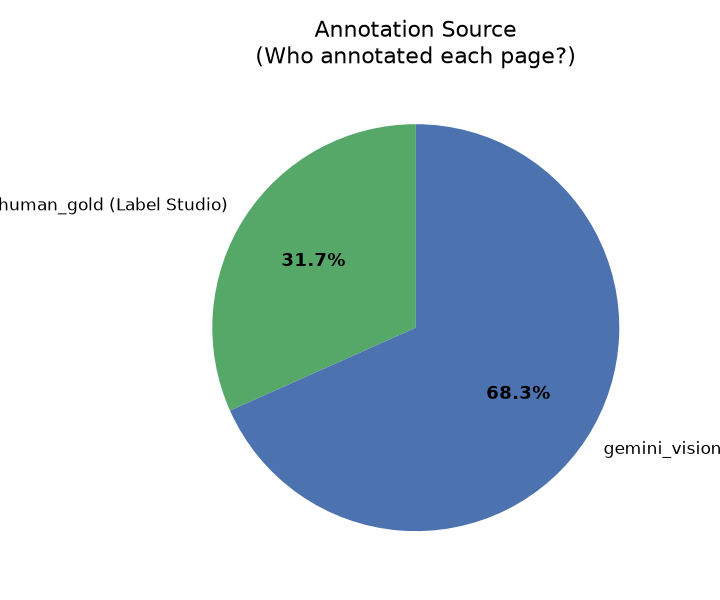 Annotation Source
(Who annotated each page?)
human_gold (Label Studio)
31.7%
68.3%
gemini_vision